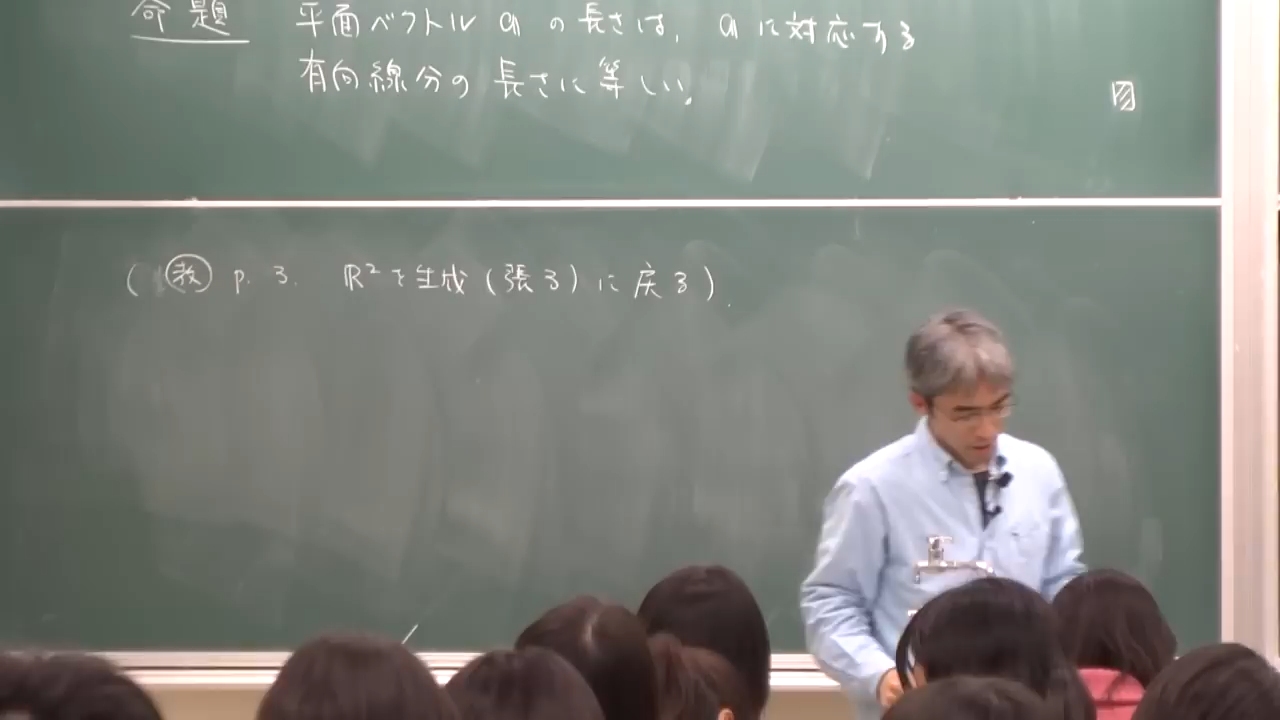 命題 平面ベクトル a の長さは, a に対応する
有向線分の長さに等しい.
(教 p. 3. ℝ² を生成 (張る) に戻る).